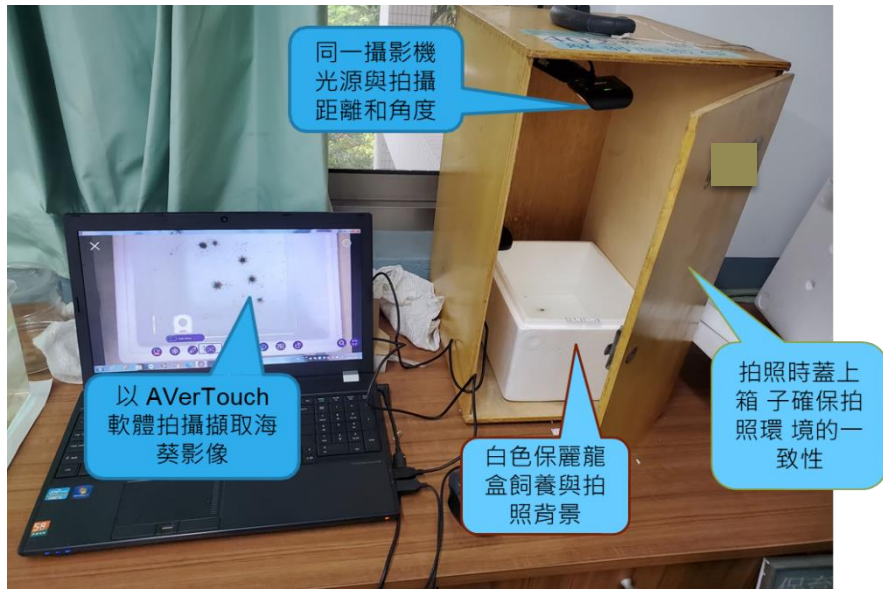 同一攝影機
光源與拍攝
距離和角度
以 AVerTouch
軟體拍攝擷取海
葵影像
白色保麗龍
盒飼養與拍
照背景
拍照時蓋上
箱 子確保拍
照環 境的一
致性